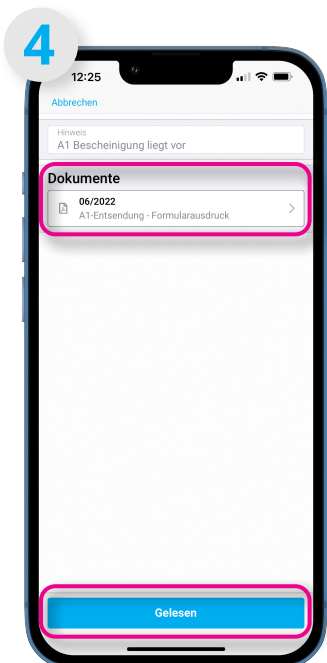 4
12:25
Abbrechen
Hinweis
A1 Bescheinigung liegt vor
Dokumente
06/2022
A1-Entsendung - Formularausdruck
Gelesen